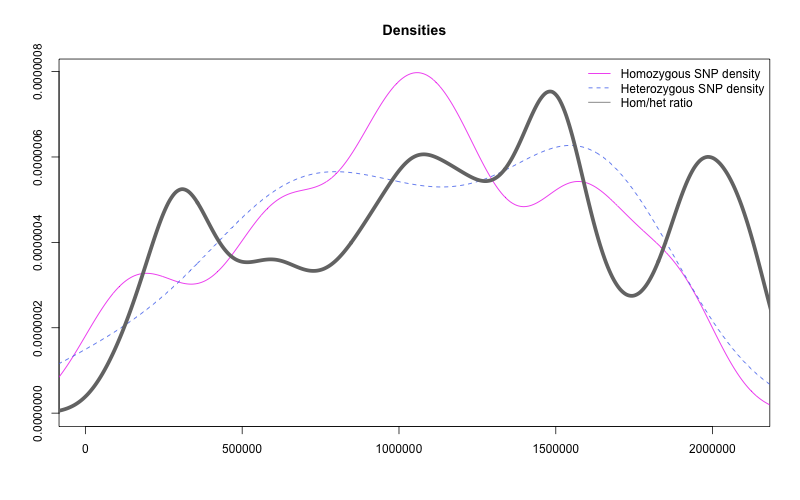 Densities
Homozygous SNP density
Heterozygous SNP density
Hom/het ratio
0.0000008
0.0000006
0.0000004
0.0000002
0.0000000
0 500000 1000000 1500000 2000000